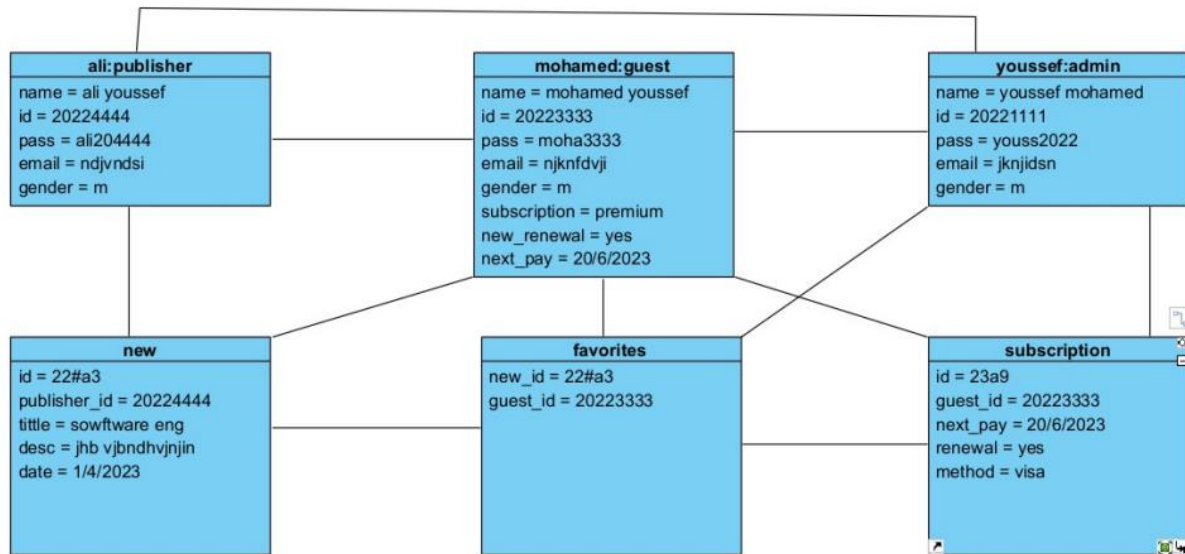 ali:publisher
name = ali youssef
id = 20224444
pass = ali204444
email = ndjvndsi
gender = m
mohamed:guest
name = mohamed youssef
id = 20223333
pass = moha3333
email = njknfdvji
gender = m
subscription = premium
new_renewal = yes
next_pay = 20/6/2023
youssef:admin
name = youssef mohamed
id = 20221111
pass = youss2022
email = jknjidsn
gender = m
new
id = 22#a3
publisher_id = 20224444
tittle = sowftware eng
desc = jhb vjbndhvjnjin
date = 1/4/2023
favorites
new_id = 22#a3
guest_id = 20223333
subscription
id = 23a9
guest_id = 20223333
next_pay = 20/6/2023
renewal = yes
method = visa